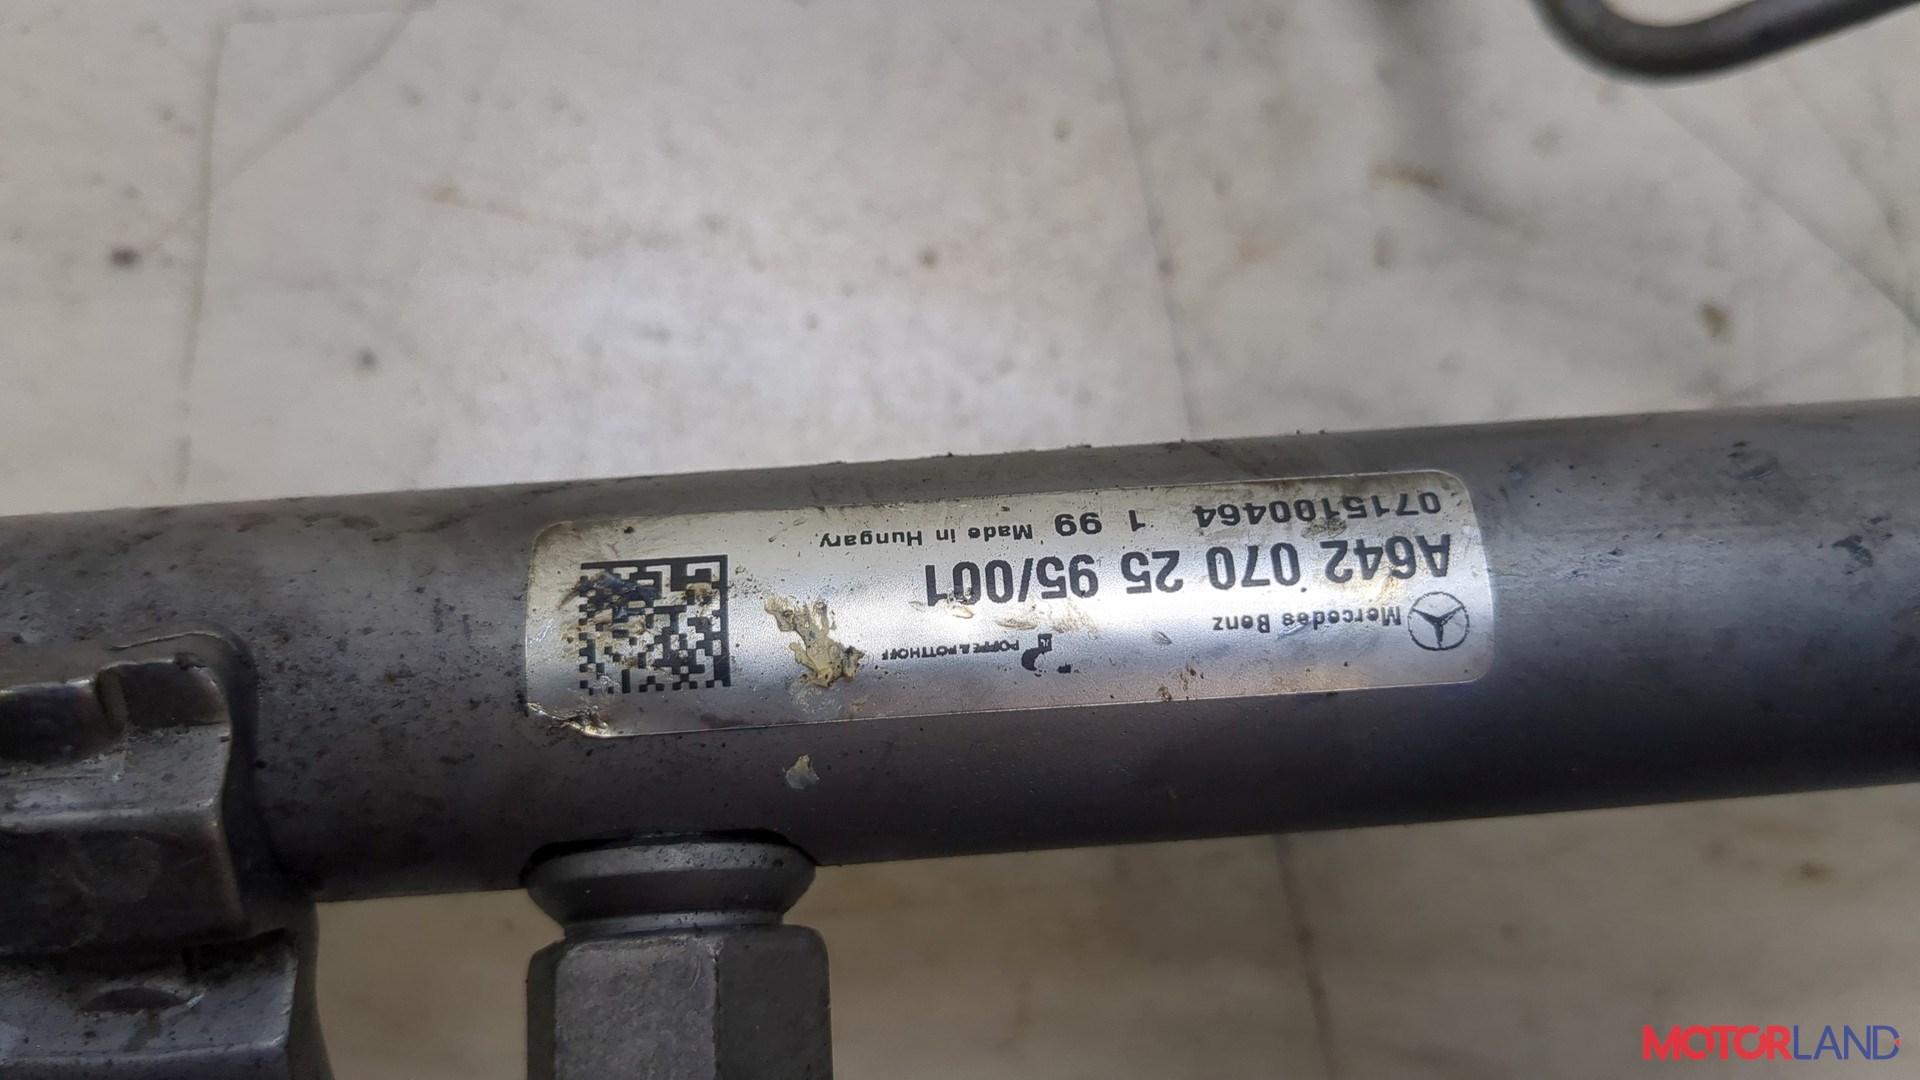 Mercedes Benz
POPPE & POTTHOFF
A642 070 25 95/001
0715100464 1 99 Made in Hungary
MOTORLAND